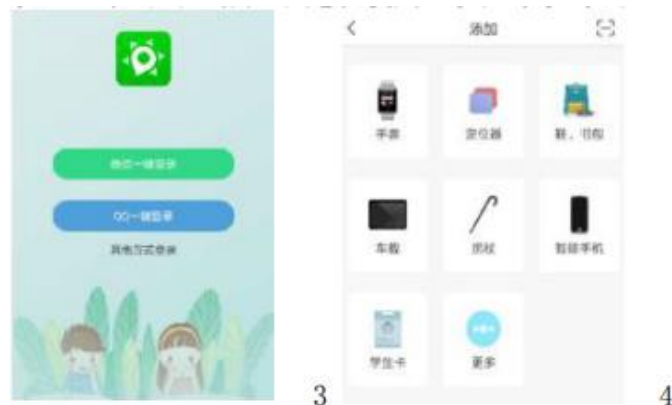 添加
手表
定位器
鞋、书包
微信一键登录
车载
拐杖
智能手机
QQ一键登录
其他方式登录
学生卡
更多
3
4